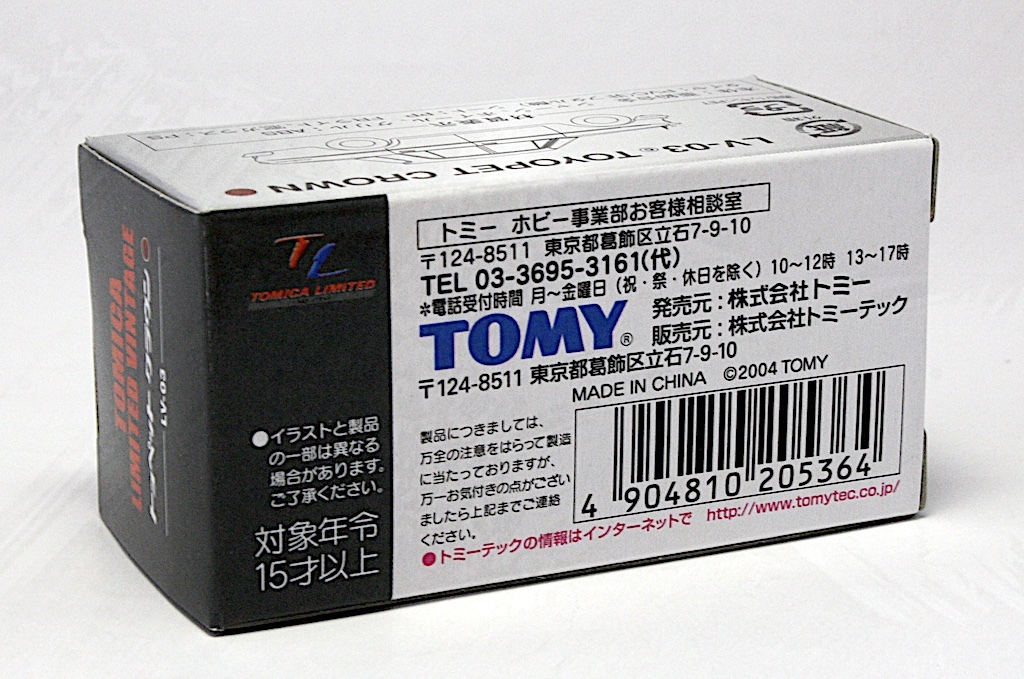 LV-03 TOYOPET CROWN
TL
TOMICA LIMITED
TOMICA
LIMITED VINTAGE
LV-03
●イラストと製品
の一部は異なる
場合があります。
ご了承ください。
対象年令
15才以上
トミー ホビー事業部お客様相談室
〒124-8511 東京都葛飾区立石7-9-10
TEL 03-3695-3161(代)
*電話受付時間 月～金曜日（祝・祭・休日を除く）10～12時 13～17時
TOMY®
発売元：株式会社トミー
販売元：株式会社トミーテック
〒124-8511 東京都葛飾区立石7-9-10
MADE IN CHINA ©2004 TOMY
製品につきましては、
万全の注意をはらって製造
に当たっておりますが、
万一お気付きの点がござい
ましたら上記までご連絡
ください。
4 904810 205364
●トミーテックの情報はインターネットで http://www.tomytec.co.jp/